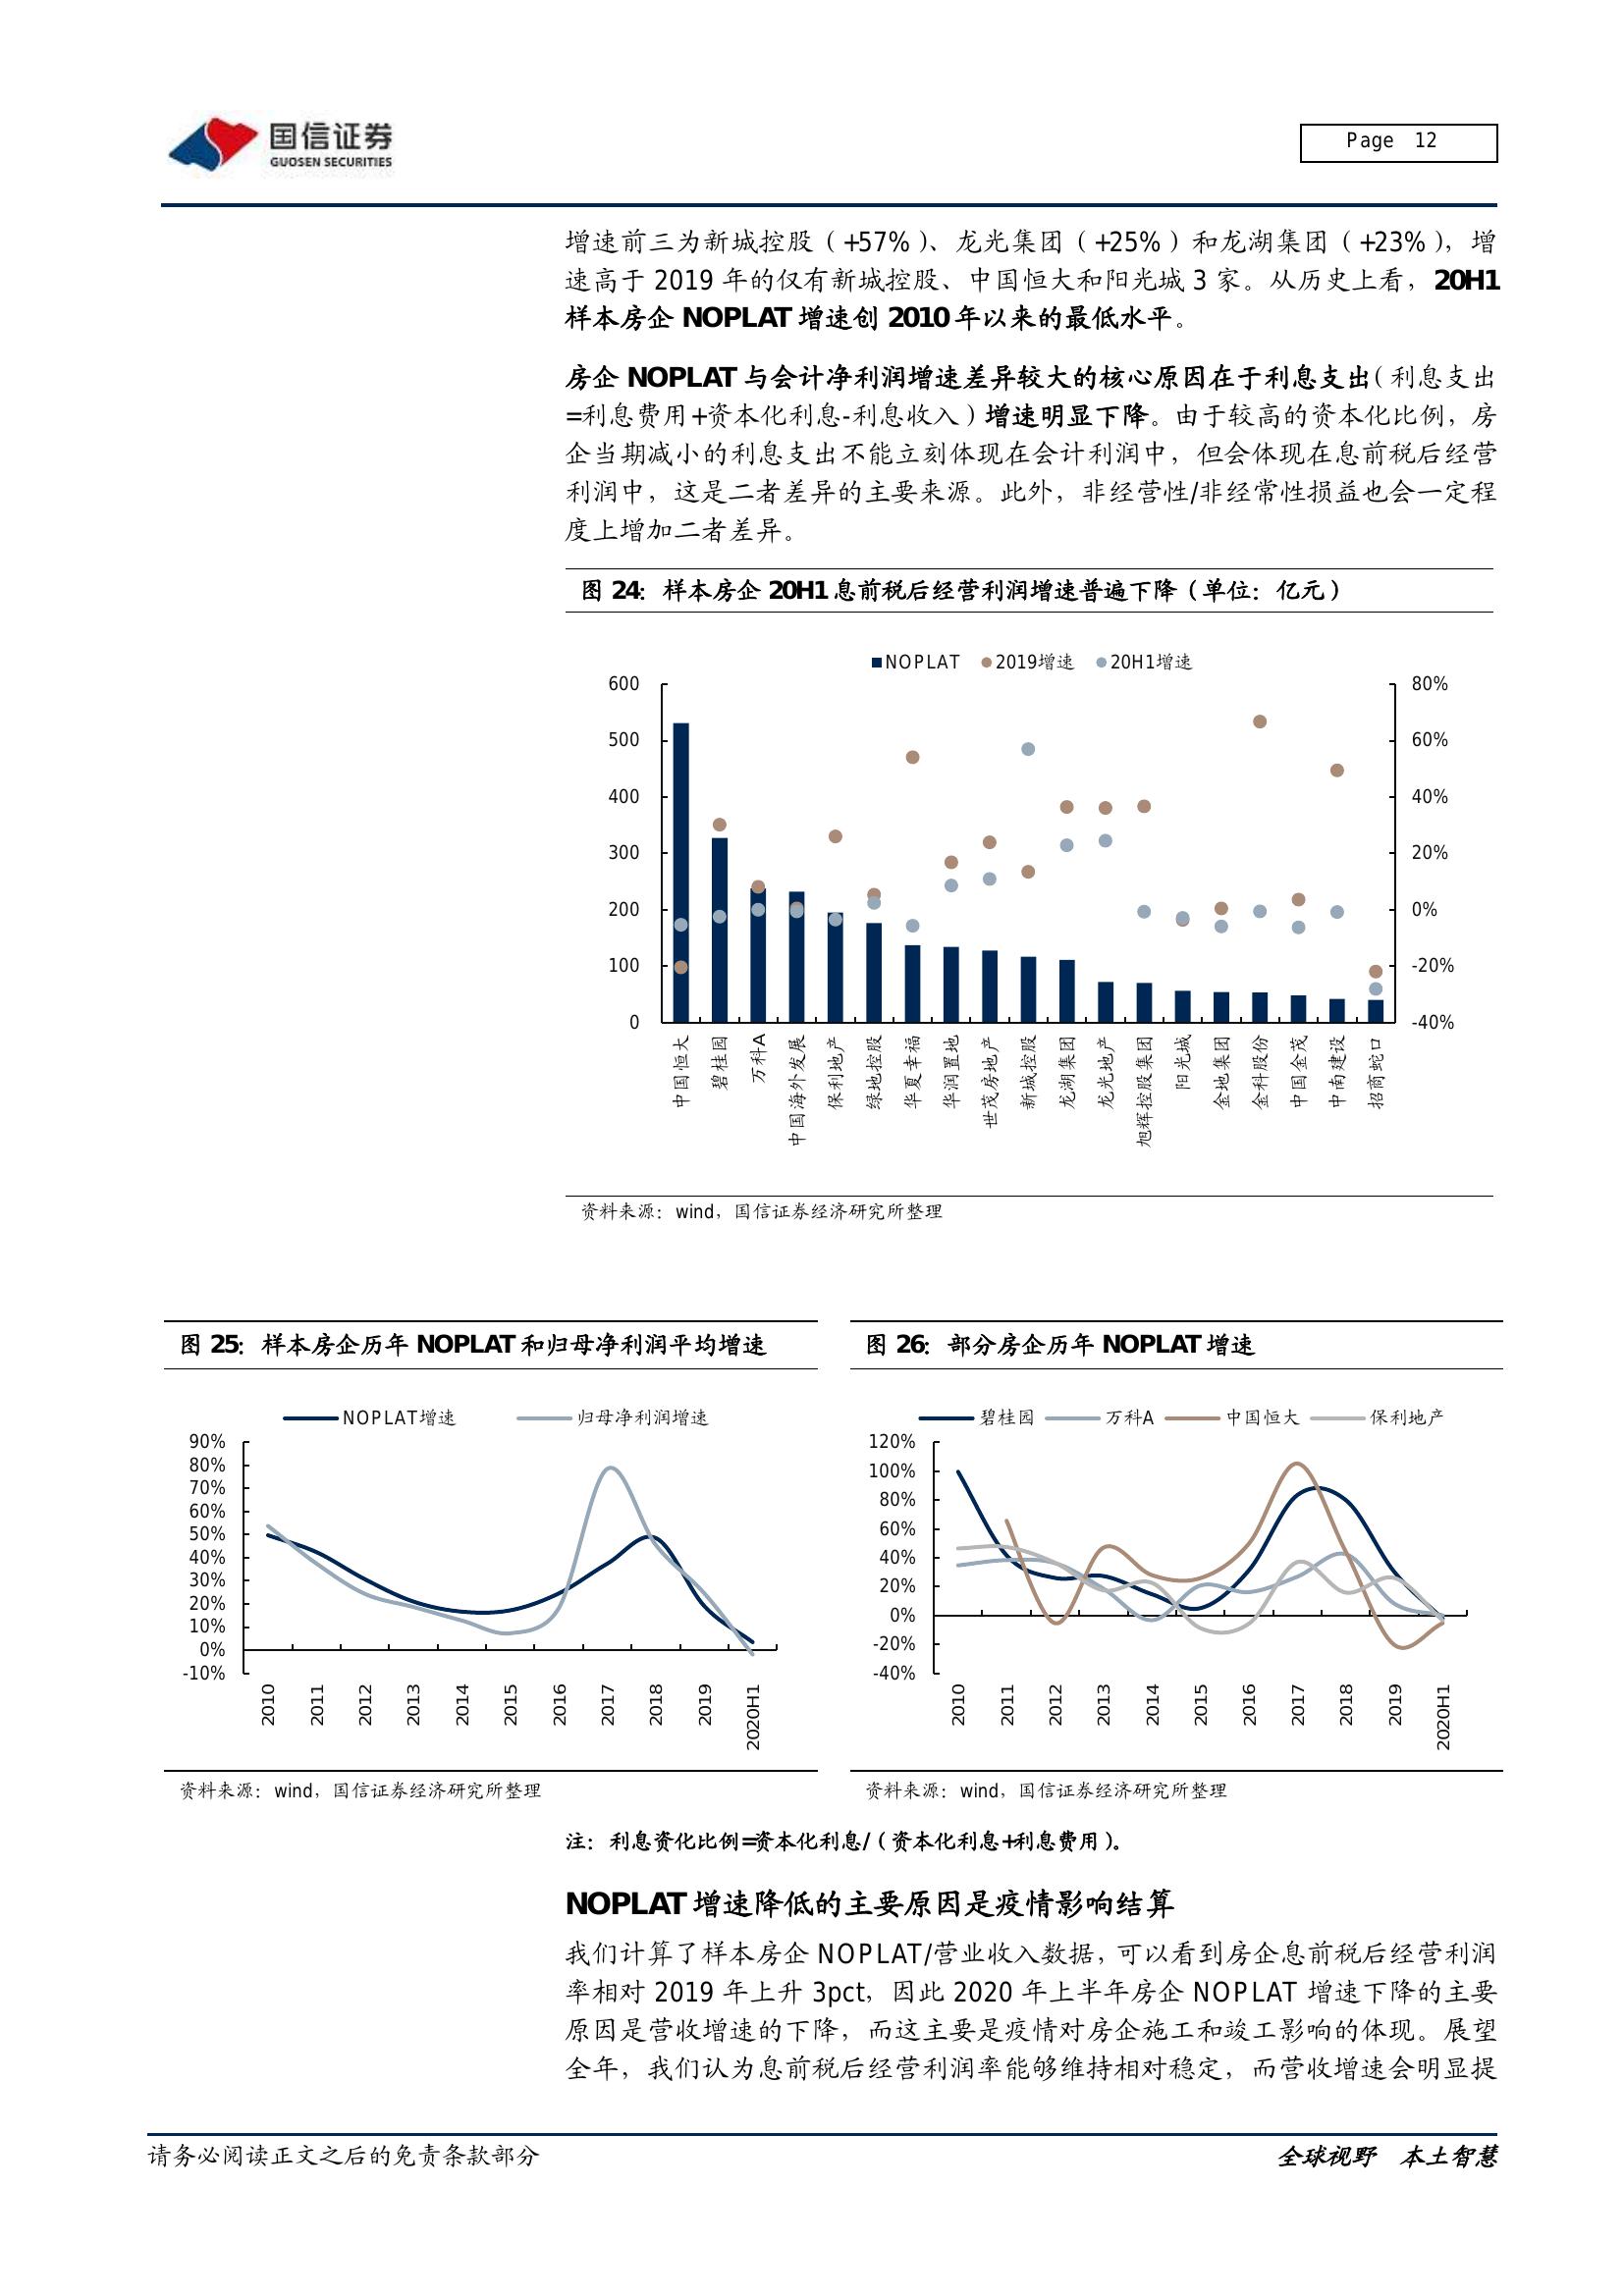 国信证券
GUOSEN SECURITIES
Page 12
增速前三为新城控股（+57%）、龙光集团（+25%）和龙湖集团（+23%），增
速高于 2019 年的仅有新城控股、中国恒大和阳光城 3 家。从历史上看，20H1
样本房企 NOPLAT 增速创 2010 年以来的最低水平。
房企 NOPLAT 与会计净利润增速差异较大的核心原因在于利息支出（利息支出
=利息费用+资本化利息-利息收入）增速明显下降。由于较高的资本化比例，房
企当期减小的利息支出不能立刻体现在会计利润中，但会体现在息前税后经营
利润中，这是二者差异的主要来源。此外，非经营性/非经常性损益也会一定程
度上增加二者差异。
图 24：样本房企 20H1 息前税后经营利润增速普遍下降（单位：亿元）
NOPLAT 2019增速 20H1增速
600 80%
500 60%
400 40%
300 20%
200 0%
100 -20%
0 -40%
中国恒大 碧桂园 万科A 中国海外发展 保利地产 绿地控股 华夏幸福 华润置地 世茂房地产 新城控股 龙湖集团 龙光地产 旭辉控股集团 阳光城 金地集团 金科股份 中国金茂 中南建设 招商蛇口
资料来源：wind，国信证券经济研究所整理
图 25：样本房企历年 NOPLAT 和归母净利润平均增速
NOPLAT增速 归母净利润增速
90%
80%
70%
60%
50%
40%
30%
20%
10%
0%
-10%
2010 2011 2012 2013 2014 2015 2016 2017 2018 2019 2020H1
资料来源：wind，国信证券经济研究所整理
图 26：部分房企历年 NOPLAT 增速
碧桂园 万科A 中国恒大 保利地产
120%
100%
80%
60%
40%
20%
0%
-20%
-40%
2010 2011 2012 2013 2014 2015 2016 2017 2018 2019 2020H1
资料来源：wind，国信证券经济研究所整理
注：利息资化比例=资本化利息/（资本化利息+利息费用）。
NOPLAT 增速降低的主要原因是疫情影响结算
我们计算了样本房企 NOPLAT/营业收入数据，可以看到房企息前税后经营利润
率相对 2019 年上升 3pct，因此 2020 年上半年房企 NOPLAT 增速下降的主要
原因是营收增速的下降，而这主要是疫情对房企施工和竣工影响的体现。展望
全年，我们认为息前税后经营利润率能够维持相对稳定，而营收增速会明显提
请务必阅读正文之后的免责条款部分
全球视野 本土智慧